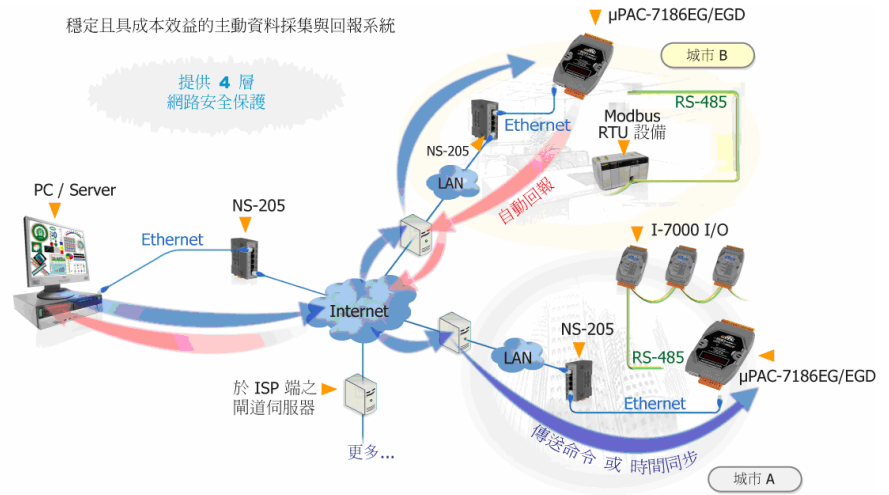 穩定且具成本效益的主動資料採集與回報系統
µPAC-7186EG/EGD
城市 B
提供 4 層
網路安全保護
RS-485
Ethernet
Modbus
RTU 設備
NS-205
LAN
自動回報
PC / Server
NS-205
Ethernet
I-7000 I/O
Internet
NS-205
LAN
RS-485
µPAC-7186EG/EGD
於 ISP 端之
閘道伺服器
Ethernet
更多...
傳送命令 或 時間同步
城市 A